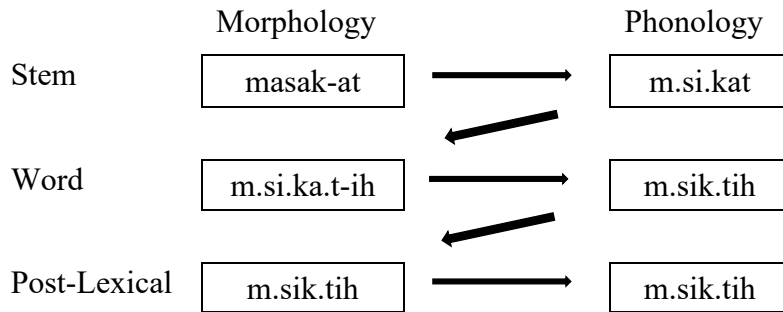 Morphology Phonology
Stem masak-at m.si.kat
Word m.si.ka.t-ih m.sik.tih
Post-Lexical m.sik.tih m.sik.tih